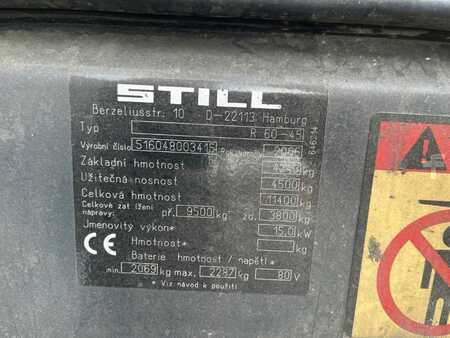 STILL
Berzeliusstr. 10 - D-22113 Hamburg
Typ R 60-45
Výrobní číslo 516048003415
Základní hmotnost kg
Užitečná nosnost 4500 kg
Celková hmotnost 11400 kg
Celkové zat ížení
nápravy: př. 9500 kg zd. 3800 kg
Jmenovitý výkon* 15,0 kW
CE Hmotnost* kg
Baterie hmotnost / napětí *
min. 2069 kg max. 2287 kg 80 V
* Viz návod k použití